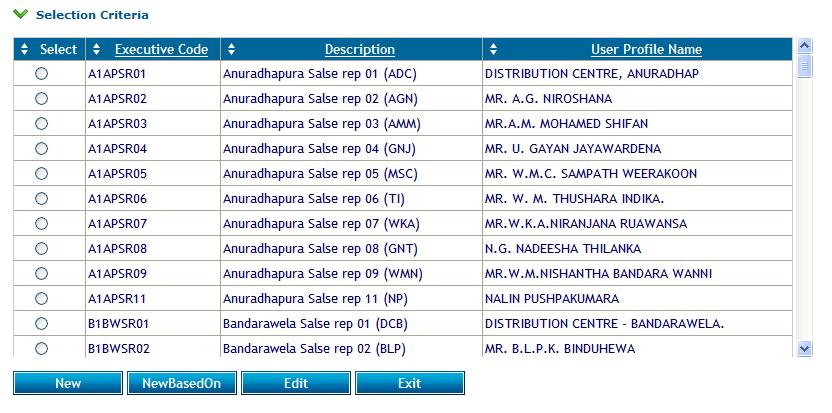 Selection Criteria
Select Executive Code Description User Profile Name
A1APSR01 Anuradhapura Salse rep 01 (ADC) DISTRIBUTION CENTRE, ANURADHAP
A1APSR02 Anuradhapura Salse rep 02 (AGN) MR. A.G. NIROSHANA
A1APSR03 Anuradhapura Salse rep 03 (AMM) MR.A.M. MOHAMED SHIFAN
A1APSR04 Anuradhapura Salse rep 04 (GNJ) MR. U. GAYAN JAYAWARDENA
A1APSR05 Anuradhapura Salse rep 05 (MSC) MR. W.M.C. SAMPATH WEERAKOON
A1APSR06 Anuradhapura Salse rep 06 (TI) MR. W. M. THUSHARA INDIKA.
A1APSR07 Anuradhapura Salse rep 07 (WKA) MR.W.K.A.NIRANJANA RUAWANSA
A1APSR08 Anuradhapura Salse rep 08 (GNT) N.G. NADEESHA THILANKA
A1APSR09 Anuradhapura Salse rep 09 (WMN) MR.W.M.NISHANTHA BANDARA WANNI
A1APSR11 Anuradhapura Salse rep 11 (NP) NALIN PUSHPAKUMARA
B1BWSR01 Bandarawela Salse rep 01 (DCB) DISTRIBUTION CENTRE - BANDARAWELA.
B1BWSR02 Bandarawela Salse rep 02 (BLP) MR. B.L.P.K. BINDUHEWA
New NewBasedOn Edit Exit